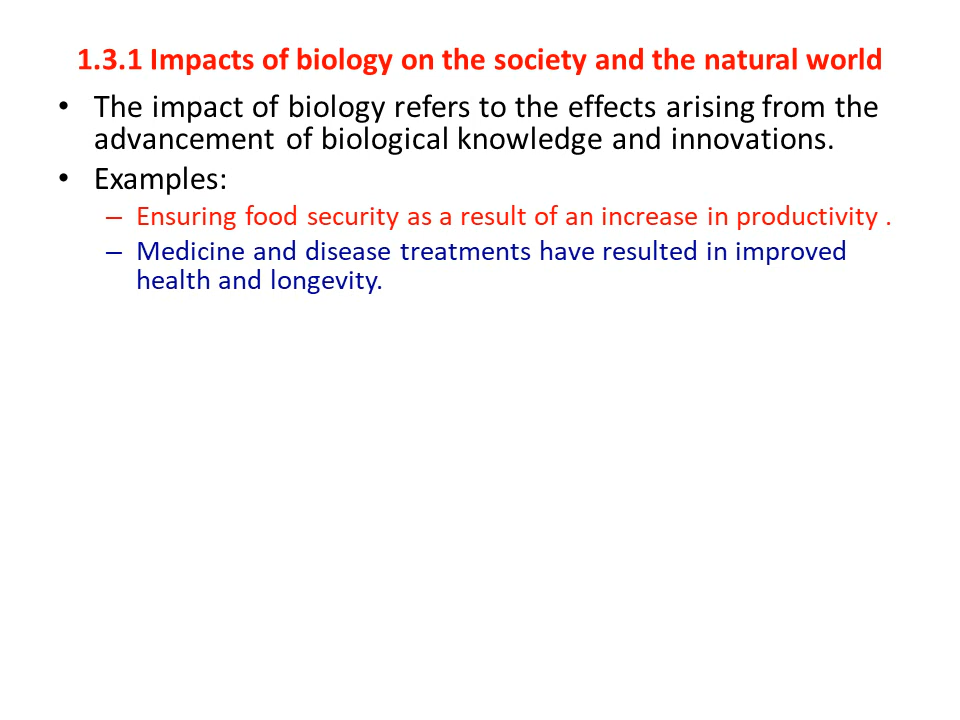 1.3.1 Impacts of biology on the society and the natural world
• The impact of biology refers to the effects arising from the
advancement of biological knowledge and innovations.
• Examples:
– Ensuring food security as a result of an increase in productivity .
– Medicine and disease treatments have resulted in improved
health and longevity.